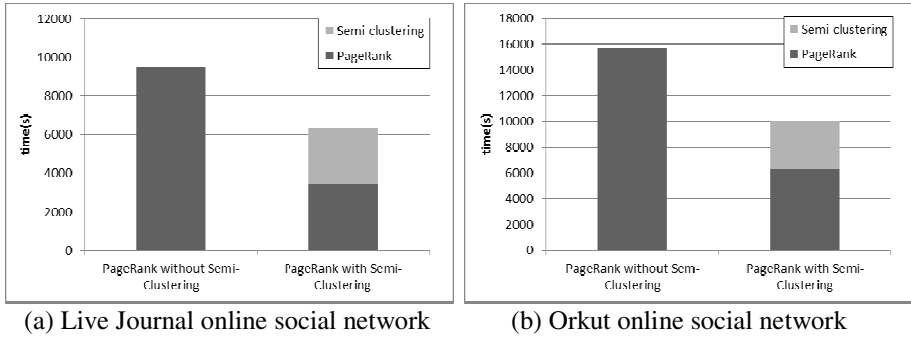 12000
10000
8000
6000
4000
2000
0
time(s)
Semi clustering
PageRank
PageRank without Semi-
Clustering
PageRank with Semi-
Clustering
(a) Live Journal online social network
18000
16000
14000
12000
10000
8000
6000
4000
2000
0
time(s)
Semi clustering
PageRank
PageRank without Semi-
Clustering
PageRank with Semi-
Clustering
(b) Orkut online social network